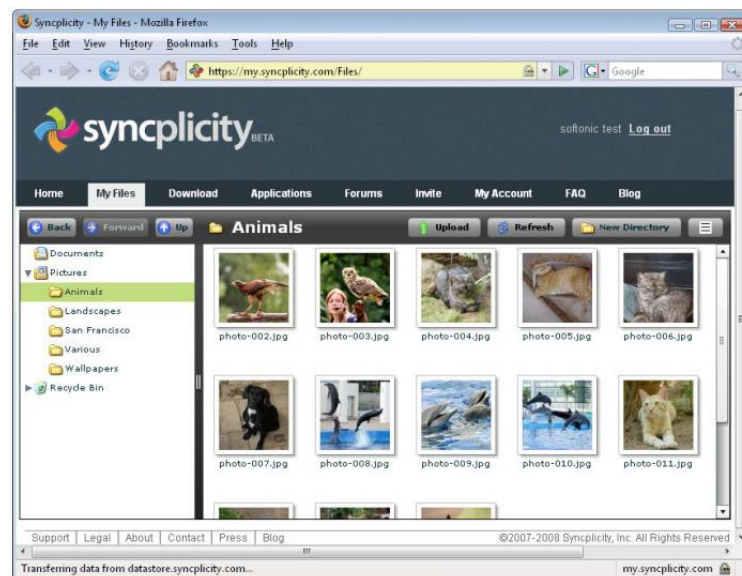 Syncplicity - My Files - Mozilla Firefox
File Edit View History Bookmarks Tools Help
https://my.syncplicity.com/Files/ Google
syncplicity BETA
softonic test Log out
Home My Files Download Applications Forums Invite My Account FAQ Blog
Back Forward Up Animals Upload Refresh New Directory
Documents
Pictures
Animals
Landscapes
San Francisco
Various
Wallpapers
Recycle Bin
photo-002.jpg photo-003.jpg photo-004.jpg photo-005.jpg photo-006.jpg
photo-007.jpg photo-008.jpg photo-009.jpg photo-010.jpg photo-011.jpg
Support | Legal | About | Contact | Press | Blog ©2007-2008 Syncplicity, Inc. All Rights Reserved
Transferring data from datastore.syncplicity.com... my.syncplicity.com